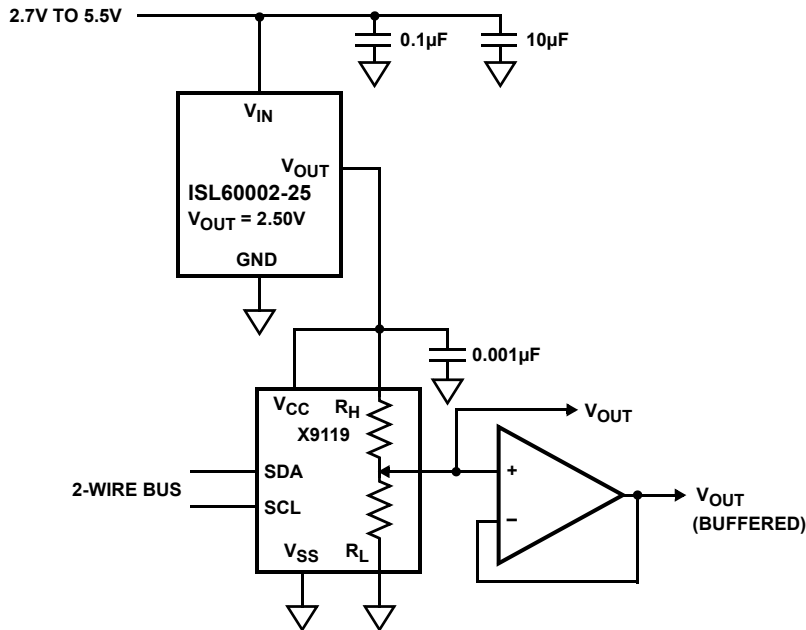 2.7V TO 5.5V
0.1µF
10µF
VIN
VOUT
ISL60002-25
VOUT = 2.50V
GND
0.001µF
VCC
RH
X9119
VOUT
SDA
+
2-WIRE BUS
VOUT
SCL
−
(BUFFERED)
VSS
RL